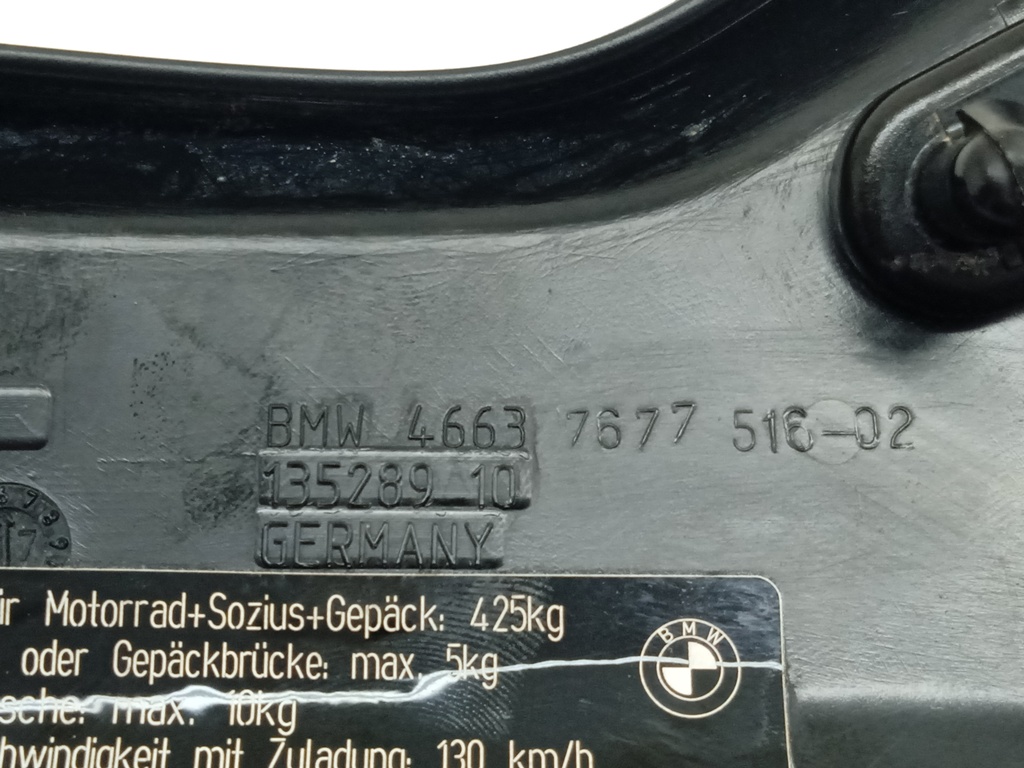 BMW 4663 7677 516-02
135289 10
GERMANY
17
Motorrad+Sozius+Gepäck: 425kg
oder Gepäckbrücke: max. 5kg
max. 10kg
mit Zuladung: 130 km/h
BMW